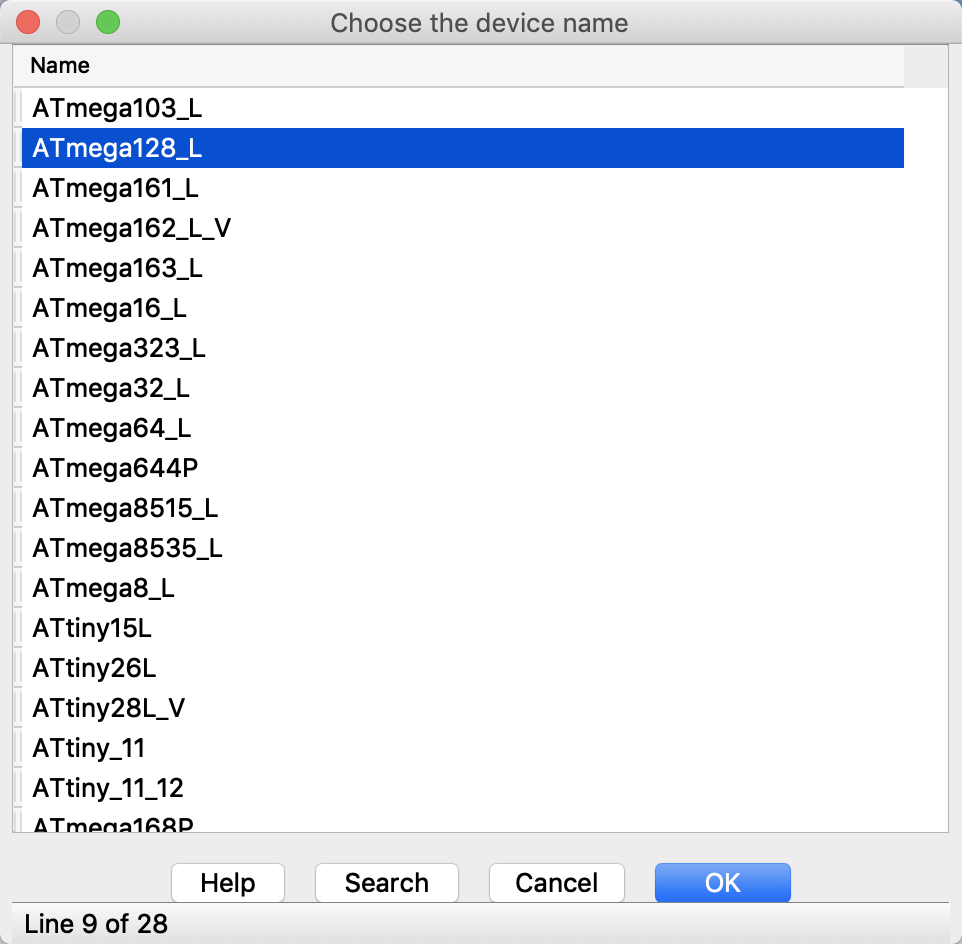 Choose the device name
Name
ATmega103_L
ATmega128_L
ATmega161_L
ATmega162_L_V
ATmega163_L
ATmega16_L
ATmega323_L
ATmega32_L
ATmega64_L
ATmega644P
ATmega8515_L
ATmega8535_L
ATmega8_L
ATtiny15L
ATtiny26L
ATtiny28L_V
ATtiny_11
ATtiny_11_12
ATmega168P
Help Search Cancel OK
Line 9 of 28